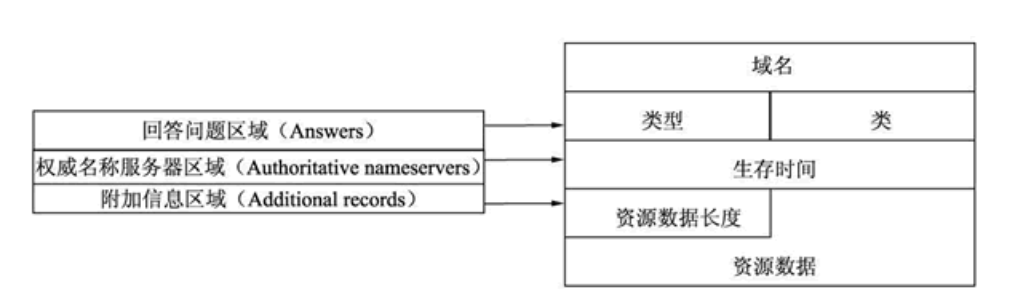 域名
回答问题区域（Answers）
类型
类
权威名称服务器区域（Authoritative nameservers）
生存时间
附加信息区域（Additional records）
资源数据长度
资源数据